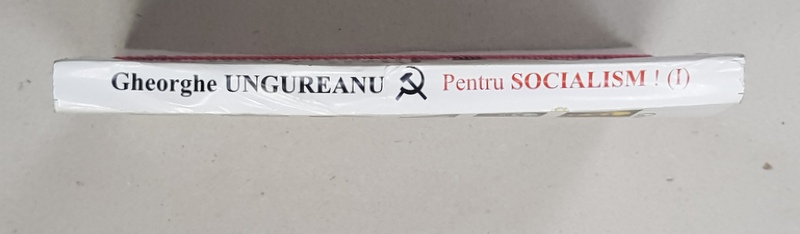 Gheorghe UNGUREANU ☭ Pentru SOCIALISM ! (I)